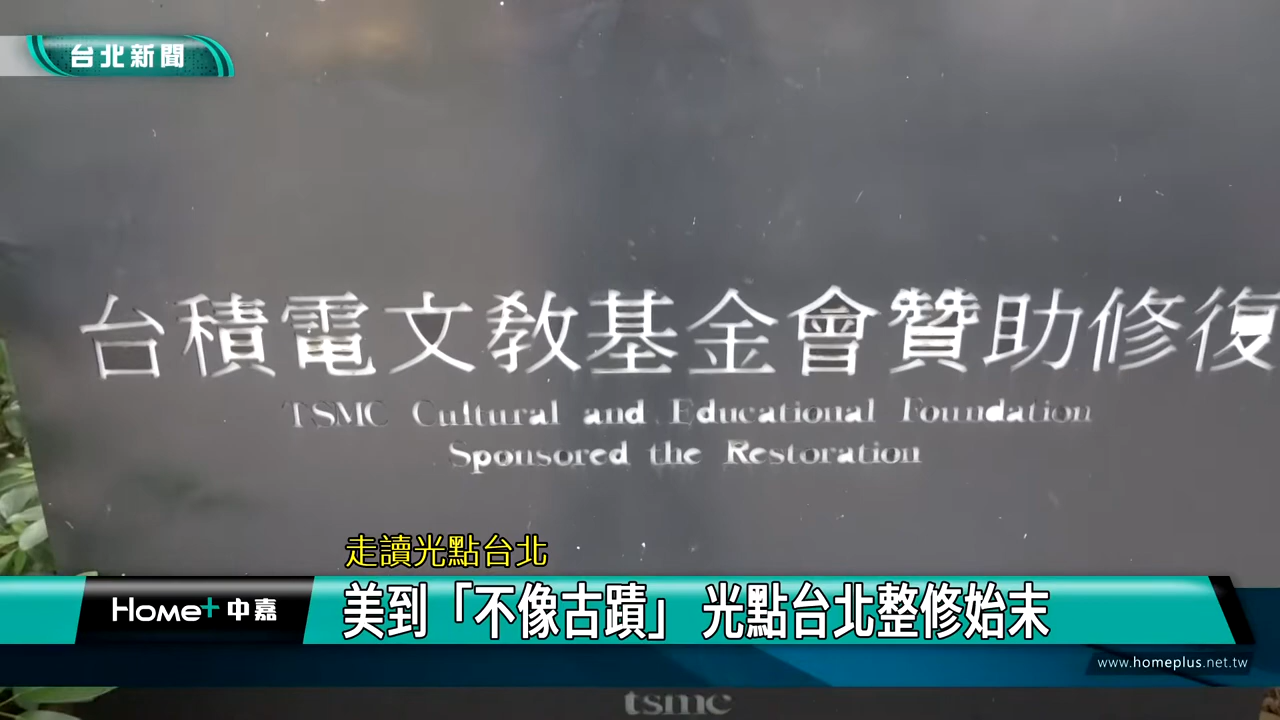 台北新聞
台積電文教基金會贊助修復
TSMC Cultural and Educational Foundation
Sponsored the Restoration
走讀光點台北
Home+中嘉
美到「不像古蹟」 光點台北整修始末
www.homeplus.net.tw
tsmc